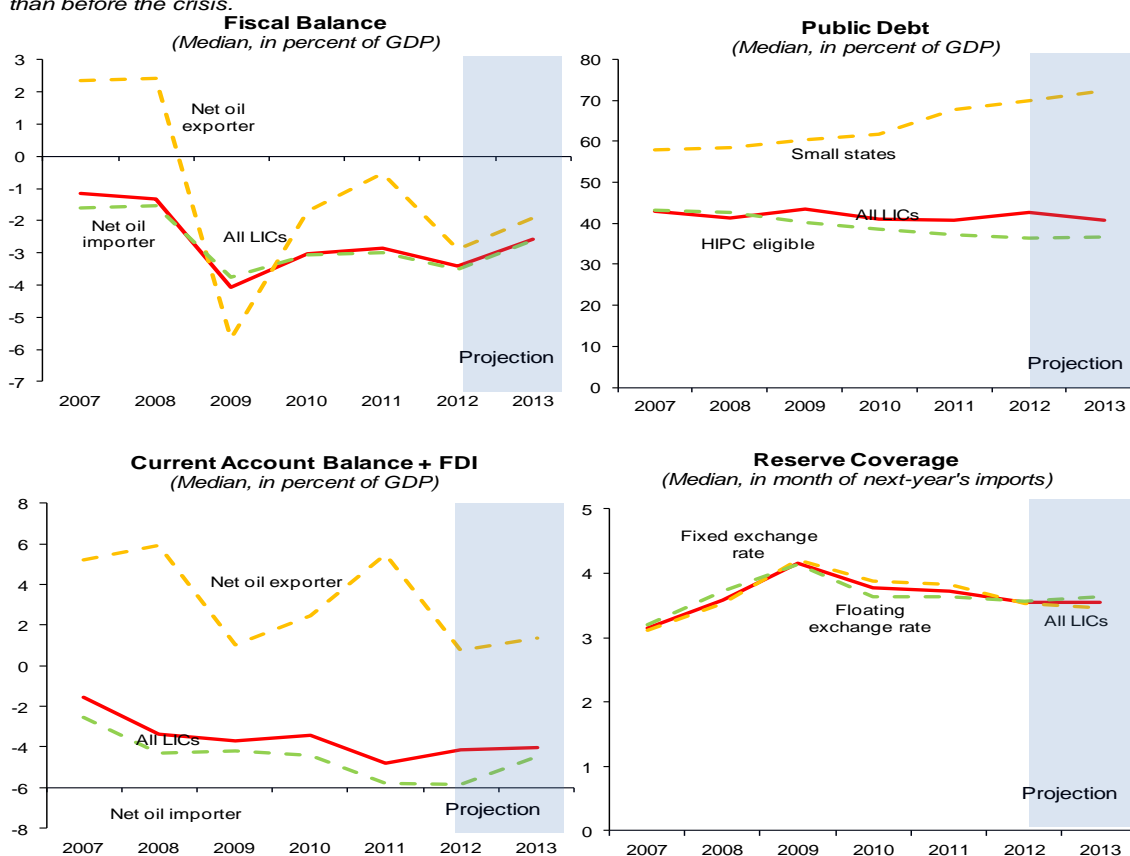 than before the crisis.
Fiscal Balance
(Median, in percent of GDP)
3
2
1
0
-1
-2
-3
-4
-5
-6
-7
Net oil
exporter
Net oil
importer
All LICs
Projection
2007 2008 2009 2010 2011 2012 2013
Public Debt
(Median, in percent of GDP)
80
70
60
50
40
30
20
10
0
Small states
All LICs
HIPC eligible
Projection
2007 2008 2009 2010 2011 2012 2013
Current Account Balance + FDI
(Median, in percent of GDP)
8
6
4
2
0
-2
-4
-6
-8
Net oil exporter
All LICs
Net oil importer
Projection
2007 2008 2009 2010 2011 2012 2013
Reserve Coverage
(Median, in month of next-year's imports)
5
4
3
2
1
0
Fixed exchange
rate
Floating
exchange rate
All LICs
Projection
2007 2008 2009 2010 2011 2012 2013